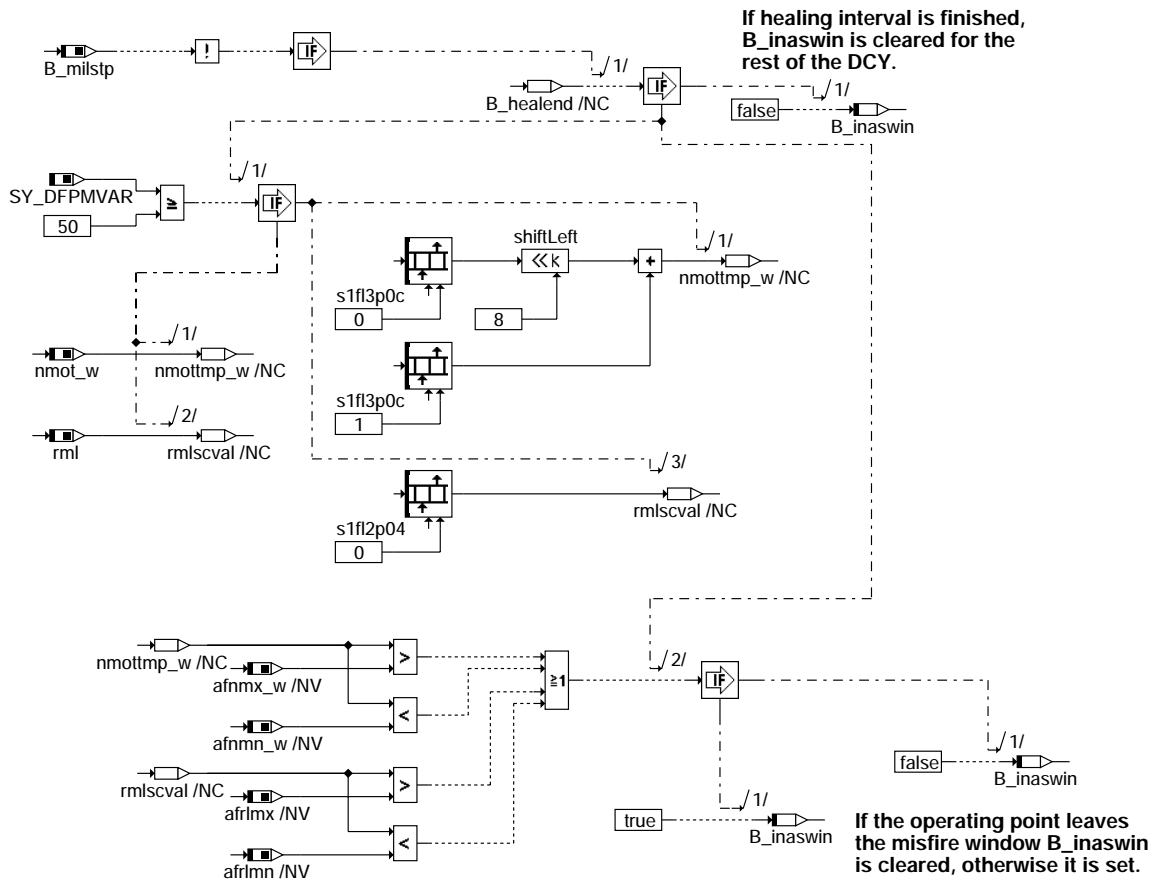 If healing interval is finished,
B_inaswin is cleared for the
rest of the DCY.
B_milstp
!
IF
/1/
B_healend /NC
IF
/1/
false
B_inaswin
/1/
SY_DFPMVAR
50
≥
IF
/1/
shiftLeft
<<k
+
nmottmp_w /NC
s1fl3p0c
0
8
/1/
nmot_w
nmottmp_w /NC
s1fl3p0c
1
/2/
rml
rmlscval /NC
/3/
rmlscval /NC
s1fl2p04
0
nmottmp_w /NC
>
afnmx_w /NV
<
afnmn_w /NV
≧1
/2/
IF
rmlscval /NC
>
afrlmx /NV
<
afrlmn /NV
/1/
false
B_inaswin
/1/
true
B_inaswin
If the operating point leaves
the misfire window B_inaswin
is cleared, otherwise it is set.